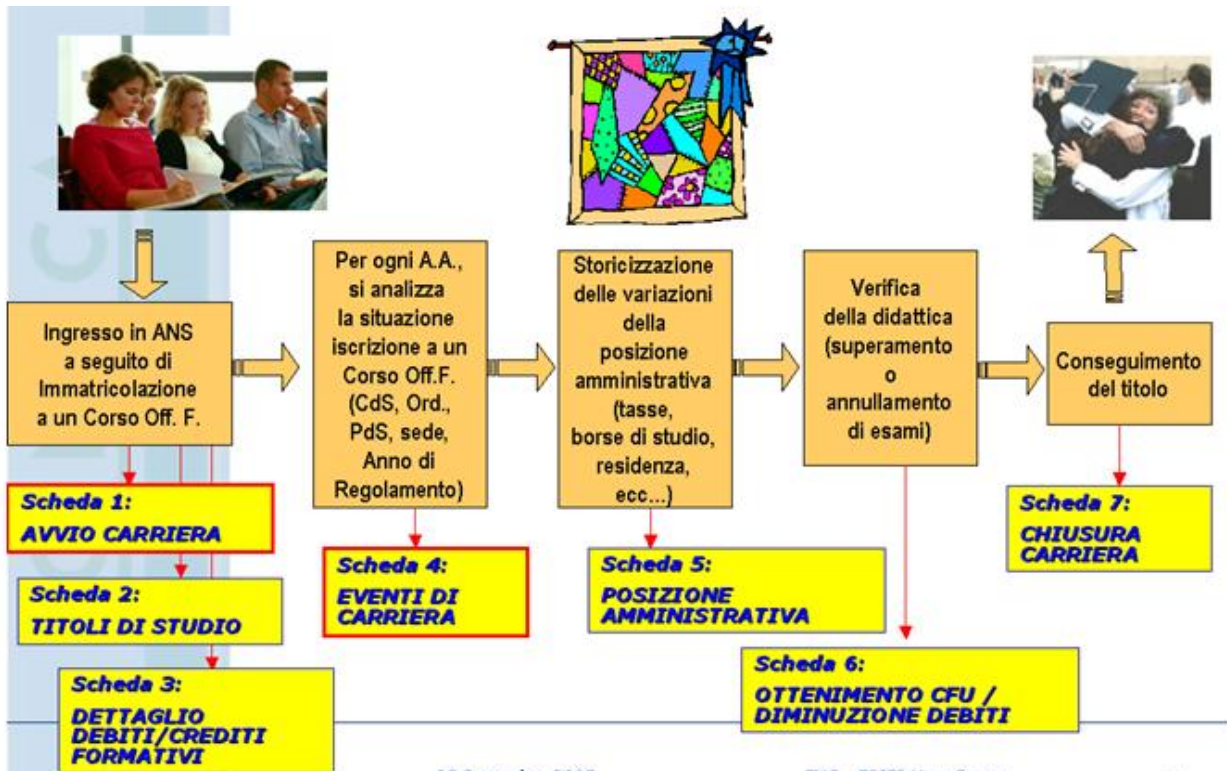 Ingresso in ANS
a seguito di
Immatricolazione
a un Corso Off. F.
Per ogni A.A.,
si analizza
la situazione
iscrizione a un
Corso Off.F.
(CdS, Ord.,
PdS, sede,
Anno di
Regolamento)
Storicizzazione
delle variazioni
della
posizione
amministrativa
(tasse,
borse di studio,
residenza,
ecc...)
Verifica
della didattica
(superamento
o
annullamento
di esami)
Conseguimento
del titolo
Scheda 1:
AVVIO CARRIERA
Scheda 2:
TITOLI DI STUDIO
Scheda 3:
DETTAGLIO
DEBITI/CREDITI
FORMATIVI
Scheda 4:
EVENTI DI
CARRIERA
Scheda 5:
POSIZIONE
AMMINISTRATIVA
Scheda 6:
OTTENIMENTO CFU /
DIMINUZIONE DEBITI
Scheda 7:
CHIUSURA
CARRIERA